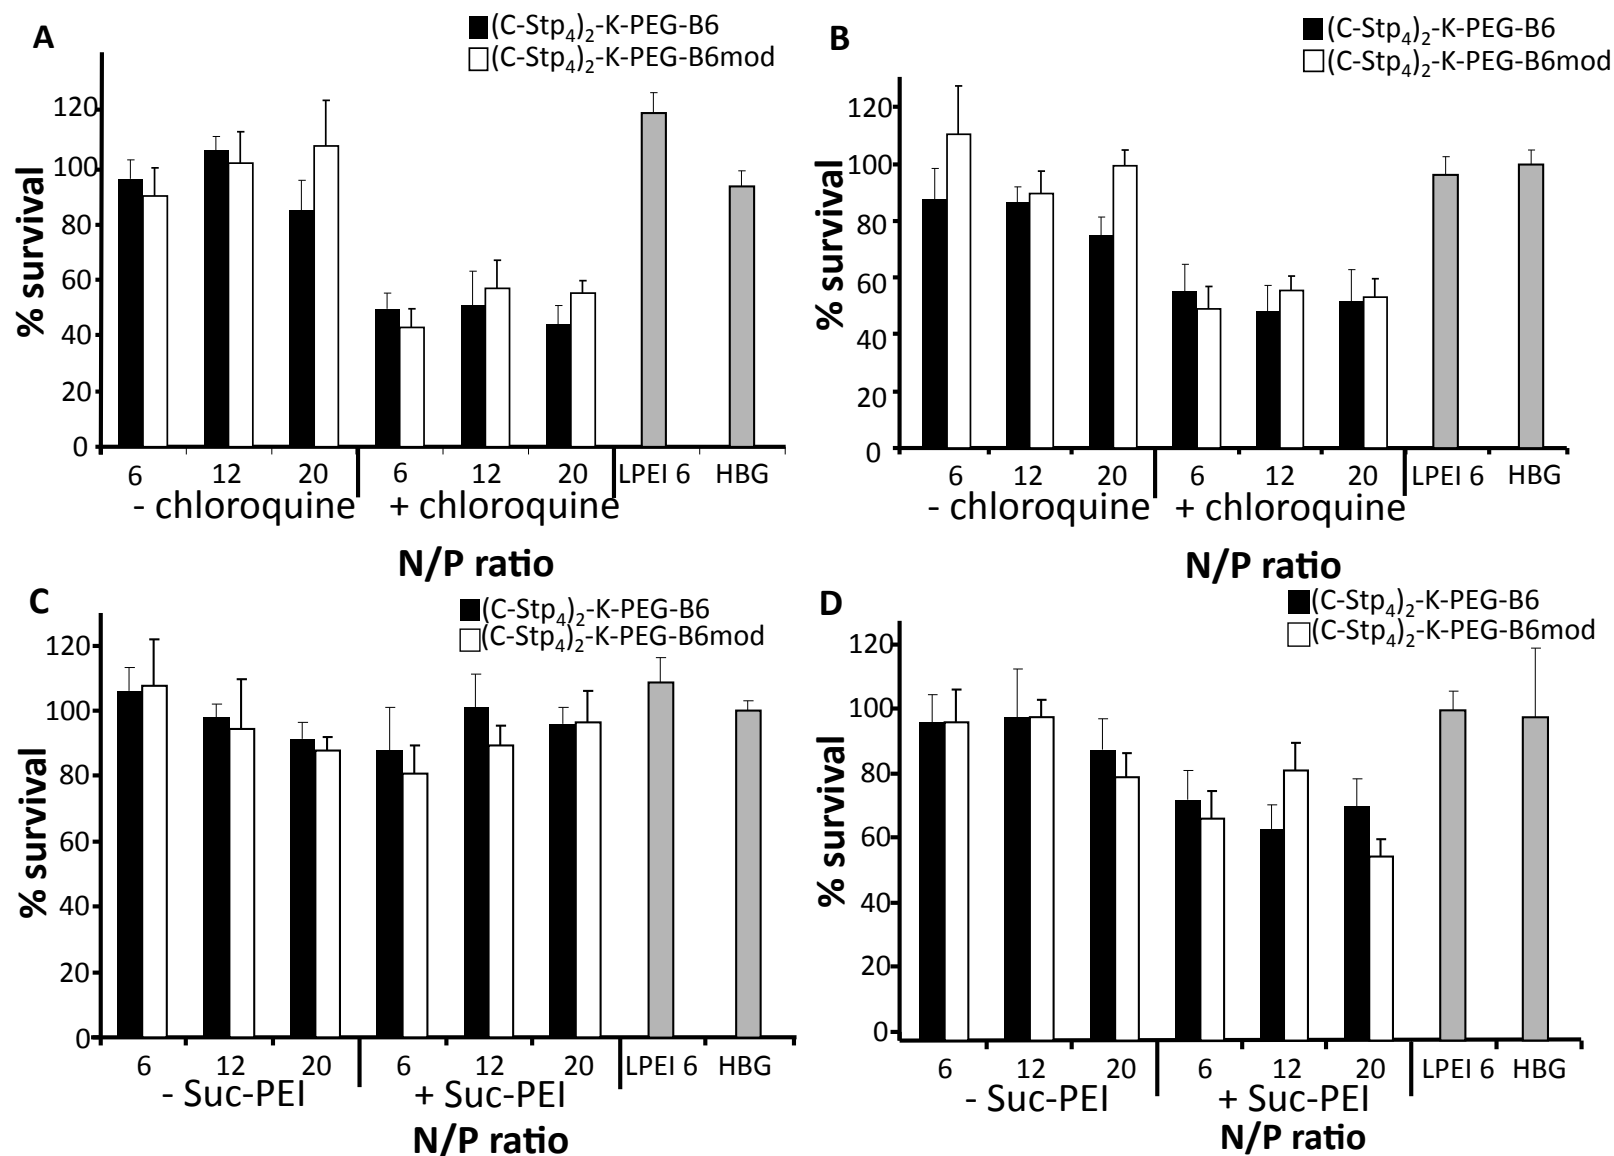 A
(C-Stp4)2-K-PEG-B6
(C-Stp4)2-K-PEG-B6mod
% survival
120
100
80
60
40
20
0
6 12 20 6 12 20 LPEI 6 HBG
- chloroquine + chloroquine
N/P ratio
B
(C-Stp4)2-K-PEG-B6
(C-Stp4)2-K-PEG-B6mod
% survival
120
100
80
60
40
20
0
6 12 20 6 12 20 LPEI 6 HBG
- chloroquine + chloroquine
N/P ratio
C
(C-Stp4)2-K-PEG-B6
(C-Stp4)2-K-PEG-B6mod
% survival
120
100
80
60
40
20
0
6 12 20 6 12 20 LPEI 6 HBG
- Suc-PEI + Suc-PEI
N/P ratio
D
(C-Stp4)2-K-PEG-B6
(C-Stp4)2-K-PEG-B6mod
% survival
120
100
80
60
40
20
0
6 12 20 6 12 20 LPEI 6 HBG
- Suc-PEI + Suc-PEI
N/P ratio